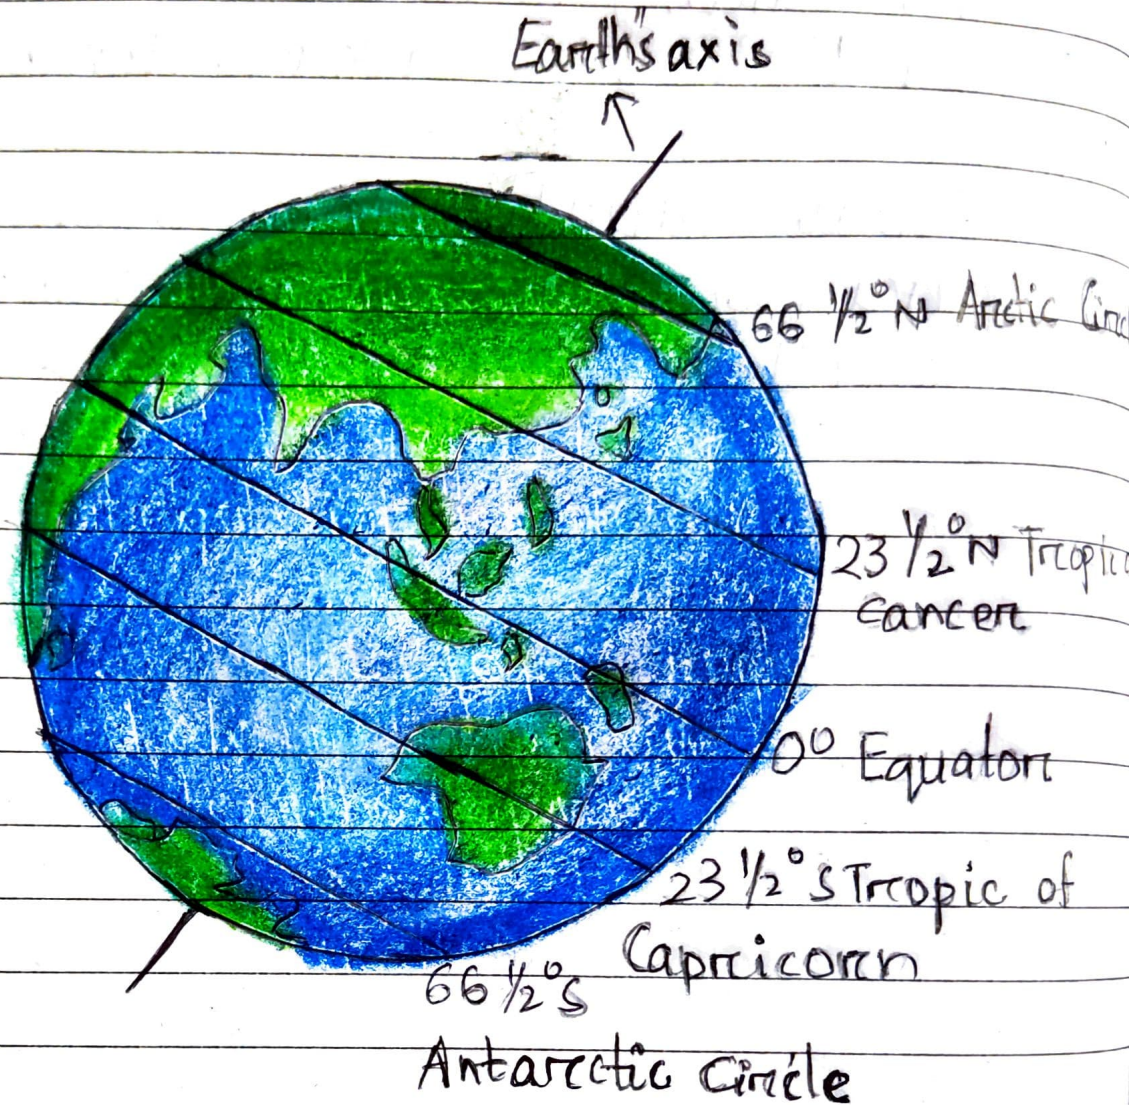 Earth's axis
66 1/2° N Arctic Circ
23 1/2° N Tropic
cancer
0° Equator
23 1/2° S Tropic of
Capricorn
66 1/2° S
Antarctic Circle